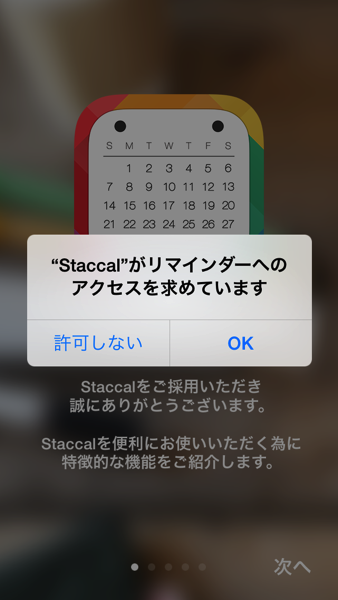 S M T W T F S
1 2 3 4 5 6
7 8 9 10 11 12 13
14 15 16 17 18 19 20
21 22 23 24 25 26 27
“Staccal”がリマインダーへの
アクセスを求めています
許可しない OK
Staccalをご採用いただき
誠にありがとうございます。
Staccalを便利にお使いいただく為に
特徴的な機能をご紹介します。
次へ